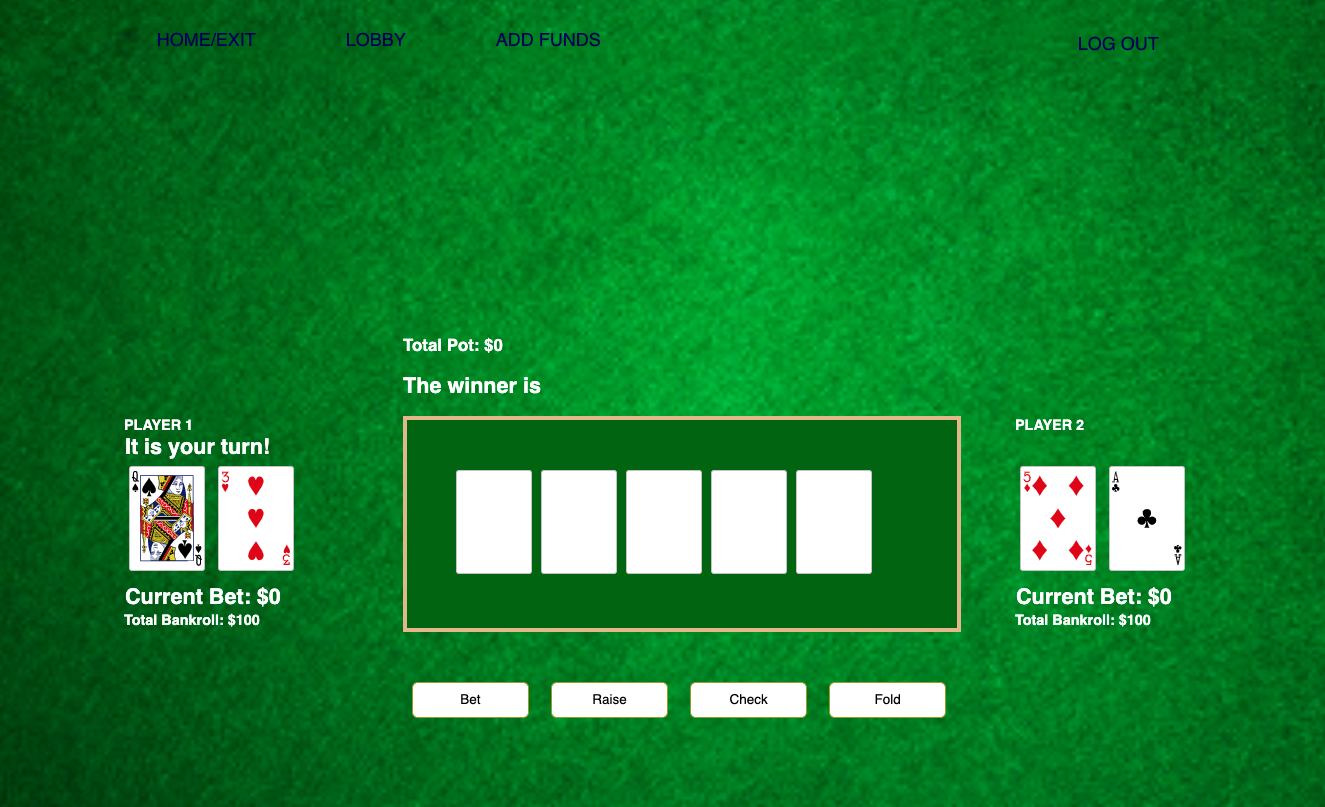 HOME/EXIT LOBBY ADD FUNDS LOG OUT
Total Pot: $0
The winner is
PLAYER 1
It is your turn!
Q 3
Q 3
Current Bet: $0
Total Bankroll: $100
PLAYER 2
5 A
5 A
Current Bet: $0
Total Bankroll: $100
Bet Raise Check Fold